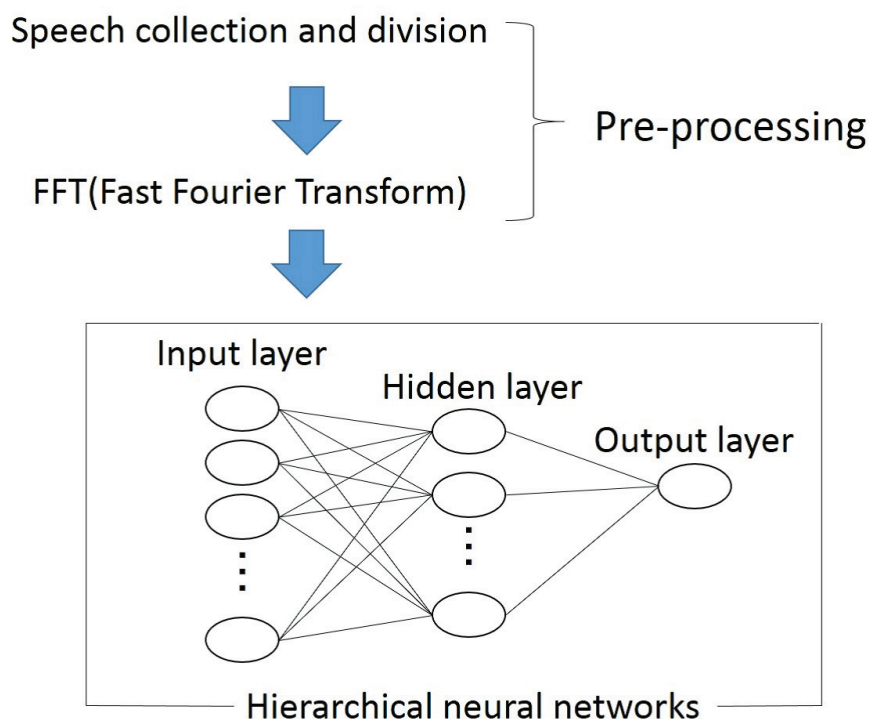 Speech collection and division
Pre-processing
FFT(Fast Fourier Transform)
Input layer
Hidden layer
Output layer
Hierarchical neural networks